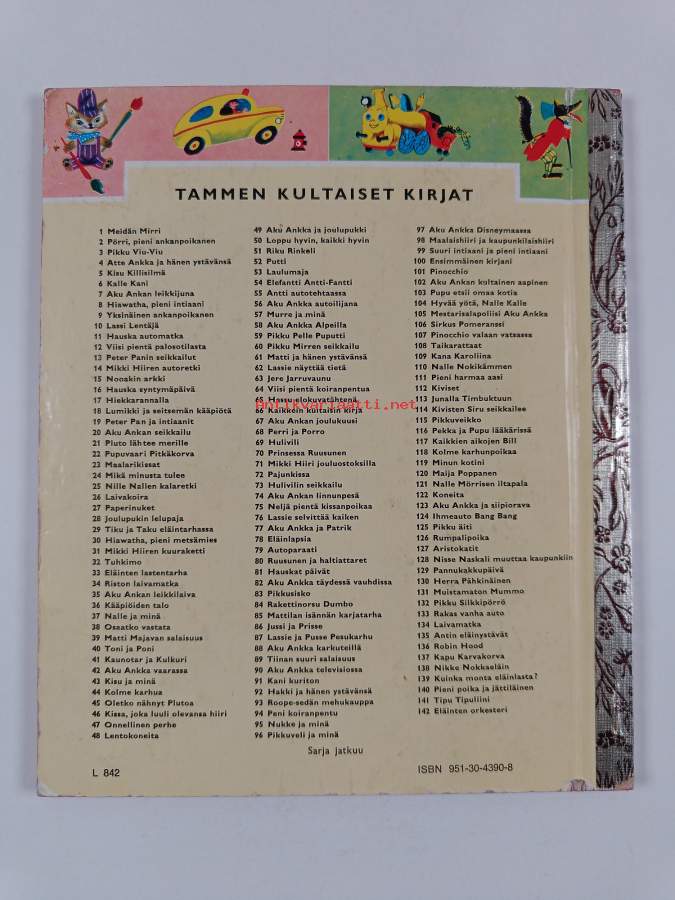 TAMMEN KULTAISET KIRJAT
1 Meidän Mirri
2 Pörri, pieni ankanpoikanen
3 Pikku Viu-Viu
4 Atte Ankka ja hänen ystävänsä
5 Kisu Killisilmä
6 Kalle Kani
7 Aku Ankan leikkijuna
8 Hiawatha, pieni intiaani
9 Yksinäinen ankanpoikanen
10 Lassi Lentäjä
11 Hauska automatka
12 Viisi pientä palosotilasta
13 Peter Panin seikkailut
14 Mikki Hiiren autoretki
15 Nooakin arkki
16 Hauska syntymäpäivä
17 Hiekkarannalla
18 Lumikki ja seitsemän kääpiötä
19 Peter Pan ja intiaanit
20 Aku Ankan seikkailu
21 Pluto lähtee merille
22 Pupuvaari Pitkäkorva
23 Maalarikissat
24 Mikä minusta tulee
25 Nille Nallen kalaretki
26 Laivakoira
27 Paperinuket
28 Joulupukin lelupaja
29 Tiku ja Taku eläintarhassa
30 Hiawatha, pieni metsämies
31 Mikki Hiiren kuuraketti
32 Tuhkimo
33 Eläinten lastentarha
34 Riston laivamatka
35 Aku Ankan leikkilaiva
36 Kääpiöiden talo
37 Nalle ja minä
38 Osaatko vastata
39 Matti Majavan salaisuus
40 Toni ja Poni
41 Kaunotar ja Kulkuri
42 Aku Ankka vaarassa
43 Kisu ja minä
44 Kolme karhua
45 Oletko nähnyt Plutoa
46 Kissa, joka luuli olevansa hiiri
47 Onnellinen perhe
48 Lentokoneita
49 Aku Ankka ja joulupukki
50 Loppu hyvin, kaikki hyvin
51 Riku Rinkeli
52 Putti
53 Laulumaja
54 Elefantti Antti-Fantti
55 Antti autotehtaassa
56 Aku Ankka autoilijana
57 Murre ja minä
58 Aku Ankka Alpeilla
59 Pikku Pelle Puputti
60 Pikku Mirren seikkailu
61 Matti ja hänen ystävänsä
62 Lassie näyttää tietä
63 Jere Jarruvaunu
64 Viisi pientä koiranpentua
65 Hassu elokuvatähtenä
66 Kaikkein kultaisin kirja
67 Aku Ankan joulukuusi
68 Perri ja Porro
69 Hulivili
70 Prinsessa Ruusunen
71 Mikki Hiiri jouluostoksilla
72 Pajunkissa
73 Hulivilin seikkailu
74 Aku Ankan linnunpesä
75 Neljä pientä kissanpoikaa
76 Lassie selvittää kaiken
77 Aku Ankka ja Patrik
78 Eläinlapsia
79 Autoparaati
80 Ruusunen ja haltiattaret
81 Hauskat päivät
82 Aku Ankka täydessä vauhdissa
83 Pikkusisko
84 Rakettinorsu Dumbo
85 Mattilan isännän karjatarha
86 Jussi ja Prisse
87 Lassie ja Pusse Pesukarhu
88 Aku Ankka karkuteillä
89 Tiinan suuri salaisuus
90 Aku Ankka televisiossa
91 Kani kuriton
92 Hakki ja hänen ystävänsä
93 Roope-sedän mehukauppa
94 Peni koiranpentu
95 Nukke ja minä
96 Pikkuveli ja minä
97 Aku Ankka Disneymaassa
98 Maalaishiiri ja kaupunkilaishiiri
99 Suuri intiaani ja pieni intiaani
100 Ensimmäinen kirjani
101 Pinocchio
102 Aku Ankan kultainen aapinen
103 Pupu etsii omaa kotia
104 Hyvää yötä, Nalle Kalle
105 Mestarisalapoliisi Aku Ankka
106 Sirkus Pomeranssi
107 Pinocchio valaan vatsassa
108 Taikarattaat
109 Kana Karoliina
110 Nalle Nokikämmen
111 Pieni harmaa aasi
112 Kiviset
113 Junalla Timbuktuun
114 Kivisten Siru seikkailee
115 Pikkuveikko
116 Pekka ja Pupu lääkärissä
117 Kaikkien aikojen Bill
118 Kolme karhunpoikaa
119 Minun kotini
120 Maija Poppanen
121 Nalle Mörrisen iltapala
122 Koneita
123 Aku Ankka ja siipiorava
124 Ihmeauto Bang Bang
125 Pikku äiti
126 Rumpalipoika
127 Aristokatit
128 Nisse Naskali muuttaa kaupunkiin
129 Pannukakkupäivä
130 Herra Pähkinäinen
131 Muistamaton Mummo
132 Pikku Silkkipörrö
133 Rakas vanha auto
134 Laivamatka
135 Antin eläinystävät
136 Robin Hood
137 Kapu Karvakorva
138 Nikke Nokkaeläin
139 Kuinka monta eläinlasta?
140 Pieni poika ja jättiläinen
141 Tipu Tipuliini
142 Eläinten orkesteri
Sarja jatkuu
L 842
ISBN 951-30-4390-8
Antikvariaatti.net